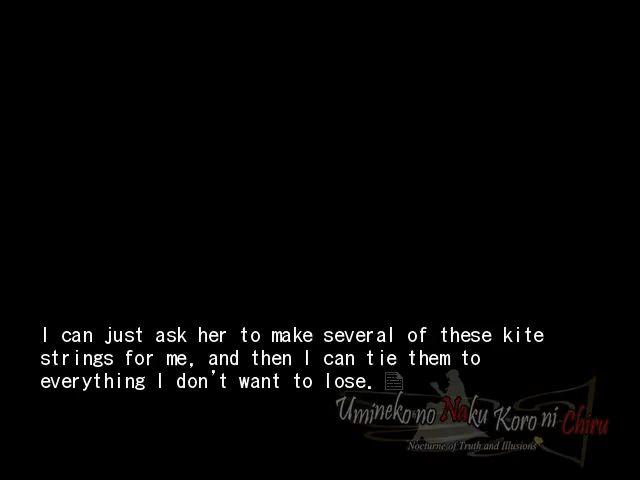 I can just ask her to make several of these kite
strings for me, and then I can tie them to
everything I don't want to lose.
Umineko no Naku Koro ni Chiru
Nocturne of Truth and Illusions